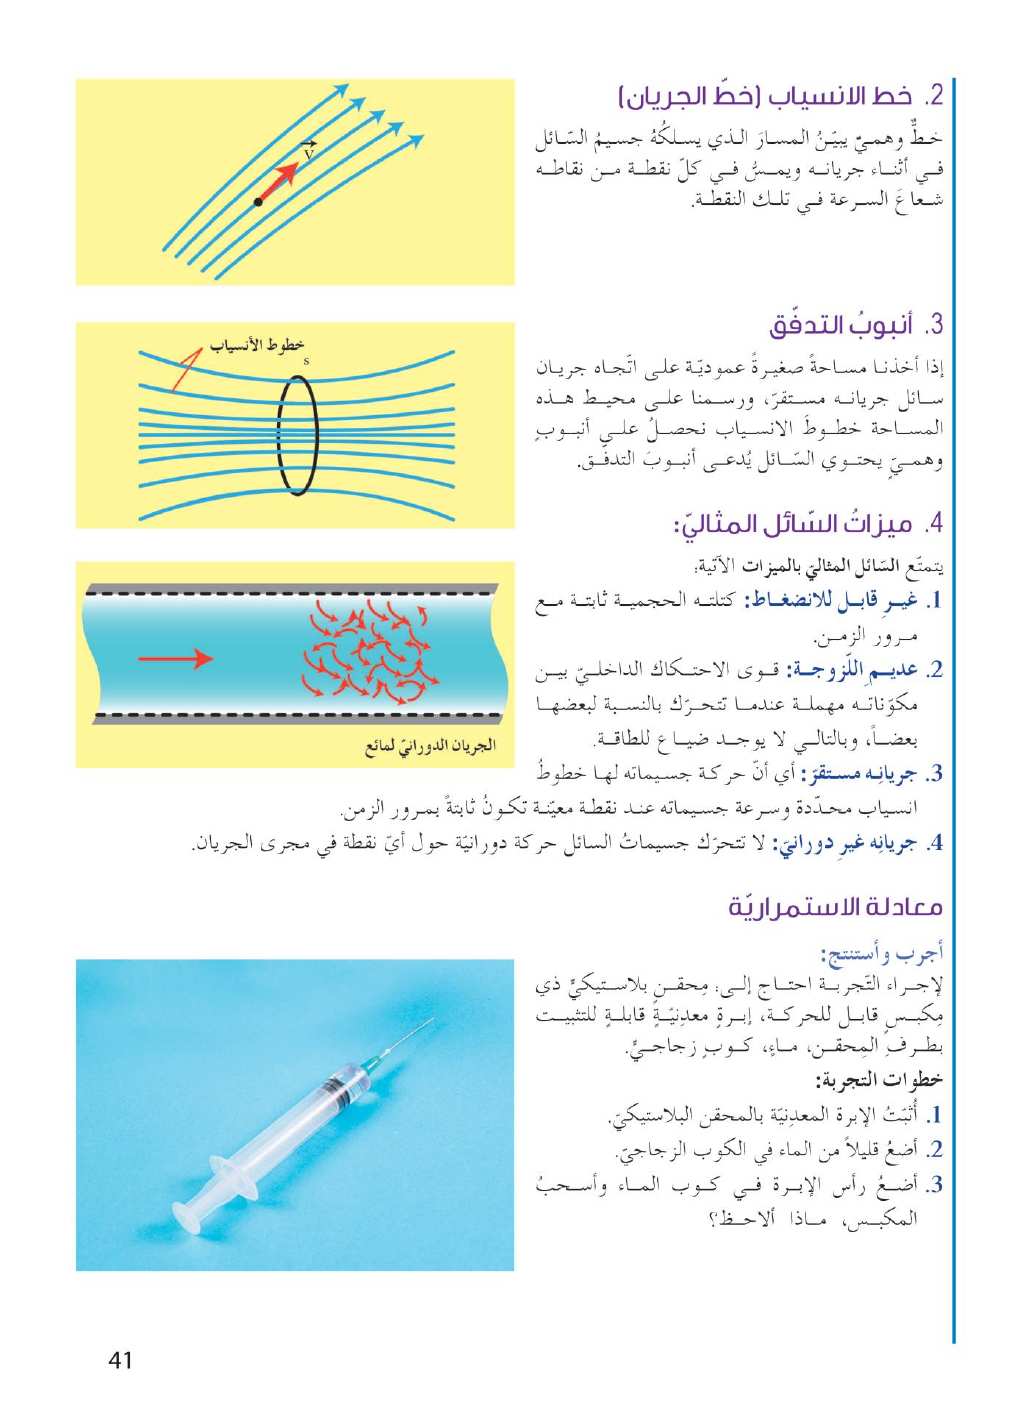 2. خط الانسياب (خطّ الجريان)
خطٌّ وهميّ يبيّنُ المسارَ الذي يسلكُهُ جسيمُ السّائل
في أثناء جريانه ويمسُّ في كلّ نقطة من نقاطه
شعاعَ السرعة في تلك النقطة.
v
3. أنبوبُ التدفّق
إذا أخذنا مساحةً صغيرةً عموديّة على اتّجاه جريان
سائل جريانه مستقرّ، ورسمنا على محيط هذه
المساحة خطوطَ الانسياب نحصلُ على أنبوبٍ
وهميّ يحتوي السّائل يُدعى أنبوبَ التدفّق.
خطوط الأنسياب
s
4. ميزاتُ السّائل المثاليّ:
يتمتّع السّائل المثاليّ بالميزات الآتية:
1. غيرِ قابل للانضغاط: كتلته الحجمية ثابتة مع
مرور الزمن.
2. عديمِ اللّزوجة: قوى الاحتكاك الداخليّ بين
مكوّناته مهملة عندما تتحرّك بالنسبة لبعضها
بعضاً، وبالتالي لا يوجد ضياع للطاقة.
3. جريانِه مستقرّ: أي أنّ حركة جسيماته لها خطوطُ
انسياب محدّدة وسرعة جسيماته عند نقطة معيّنة تكونُ ثابتةً بمرور الزمن.
4. جريانِه غيرِ دورانيّ: لا تتحرّك جسيماتُ السائل حركة دورانيّة حول أيّ نقطة في مجرى الجريان.
الجريان الدورانيّ لمائع
معادلة الاستمراريّة
أجرب وأستنتج:
لإجراء التّجربة احتاج إلى: مِحقن بلاستيكيٍّ ذي
مِكبس قابل للحركة، إبرةٍ معدِنيّةٍ قابلةٍ للتثبيت
بطرفِ المِحقن، ماءٍ، كوبٍ زجاجيٍّ.
خطوات التجربة:
1. أُثبّتُ الإبرة المعدِنيّة بالمحقن البلاستيكيّ.
2. أضعُ قليلاً من الماء في الكوب الزجاجيّ.
3. أضعُ رأس الإبرة في كوب الماء وأسحبُ
المكبس، ماذا ألاحظ؟
41